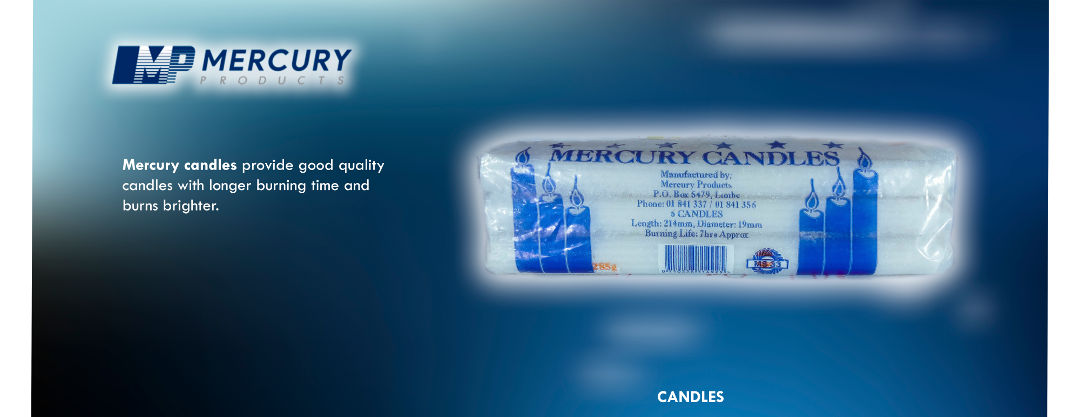 MP MERCURY
PRODUCTS
Mercury candles provide good quality
candles with longer burning time and
burns brighter.
MERCURY CANDLES
Manufactured by:
Mercury Products
P.O. Box 5479, Limbe
Phone: 01 841 337 / 01 841 356
6 CANDLES
Length: 214mm, Diameter: 19mm
Burning Life: 7hrs Approx
285g
CANDLES